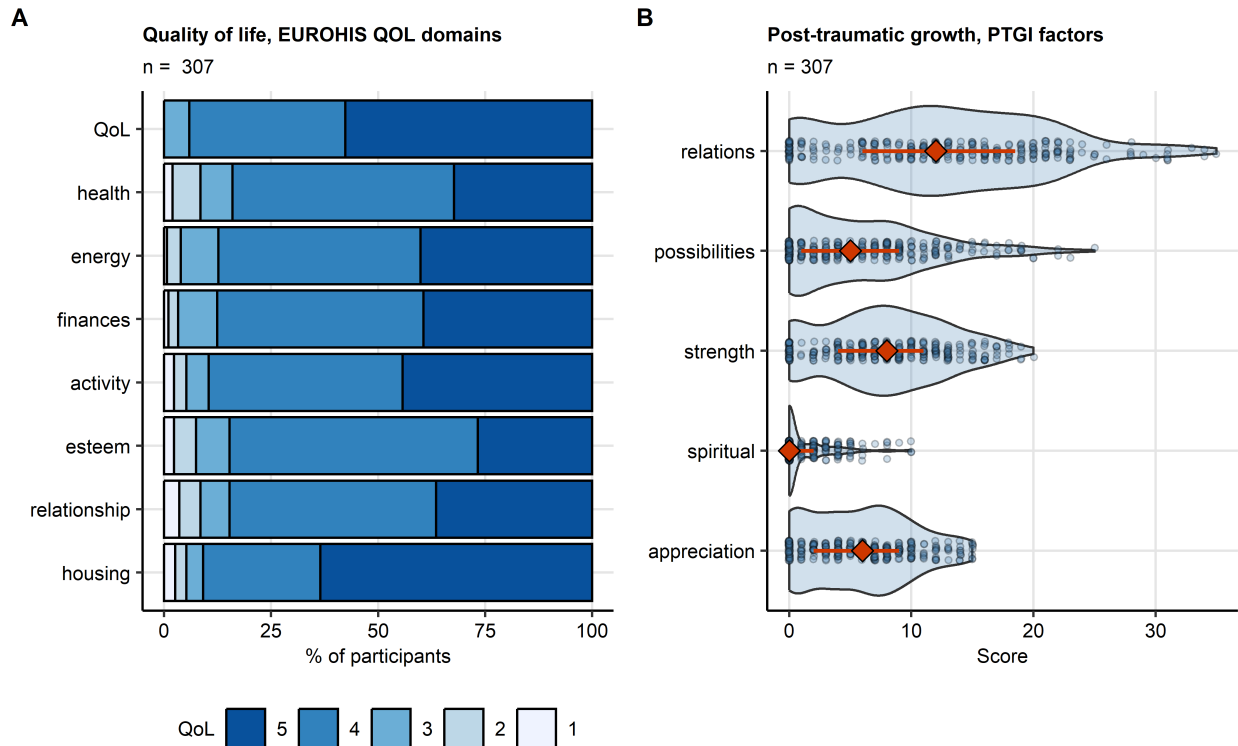 A
Quality of life, EUROHIS QOL domains
n =  307
QoL
health
energy
finances
activity
esteem
relationship
housing
0 25 50 75 100
% of participants
QoL 5 4 3 2 1
B
Post-traumatic growth, PTGI factors
n = 307
relations
possibilities
strength
spiritual
appreciation
0 10 20 30
Score